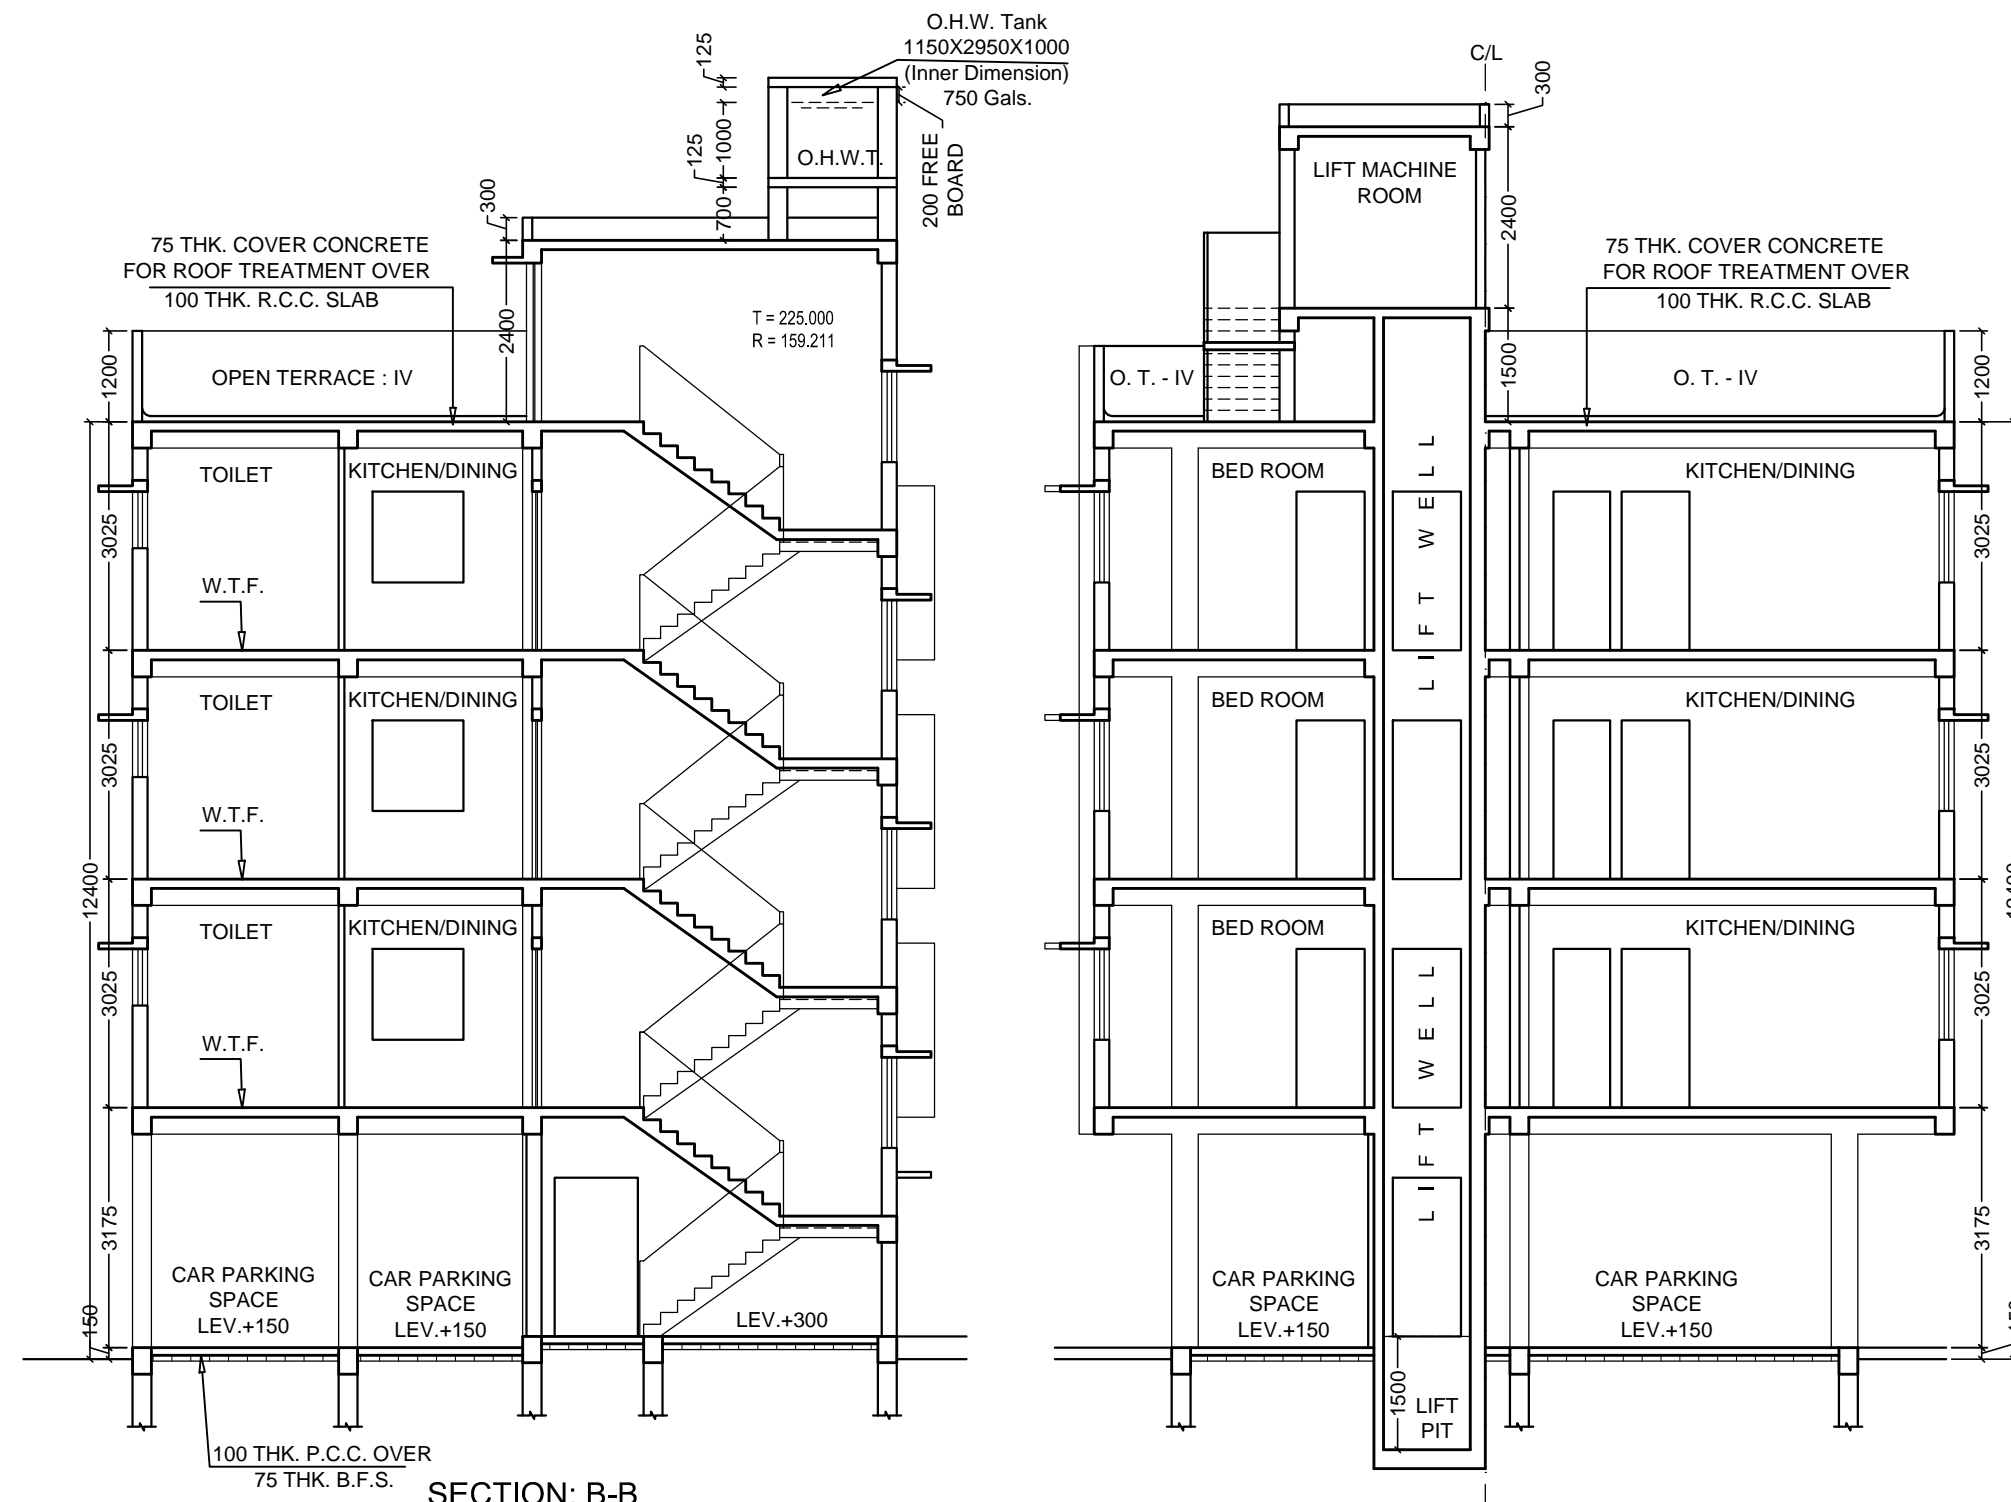 O.H.W. Tank
1150X2950X1000
(Inner Dimension)
750 Gals.
125
1000
125
700
O.H.W.T.
200 FREE
BOARD
300
75 THK. COVER CONCRETE
FOR ROOF TREATMENT OVER
100 THK. R.C.C. SLAB
2400
T = 225.000
R = 159.211
1200
OPEN TERRACE : IV
TOILET
KITCHEN/DINING
3025
W.T.F.
TOILET
KITCHEN/DINING
3025
W.T.F.
12400
TOILET
KITCHEN/DINING
3025
W.T.F.
3175
CAR PARKING
SPACE
LEV.+150
CAR PARKING
SPACE
LEV.+150
LEV.+300
150
100 THK. P.C.C. OVER
75 THK. B.F.S.
SECTION: B-B
C/L
300
LIFT MACHINE
ROOM
2400
75 THK. COVER CONCRETE
FOR ROOF TREATMENT OVER
100 THK. R.C.C. SLAB
1500
O. T. - IV
O. T. - IV
1200
BED ROOM
LIFT WELL
KITCHEN/DINING
3025
BED ROOM
KITCHEN/DINING
3025
BED ROOM
LIFT WELL
KITCHEN/DINING
3025
3175
CAR PARKING
SPACE
LEV.+150
CAR PARKING
SPACE
LEV.+150
1500
LIFT
PIT